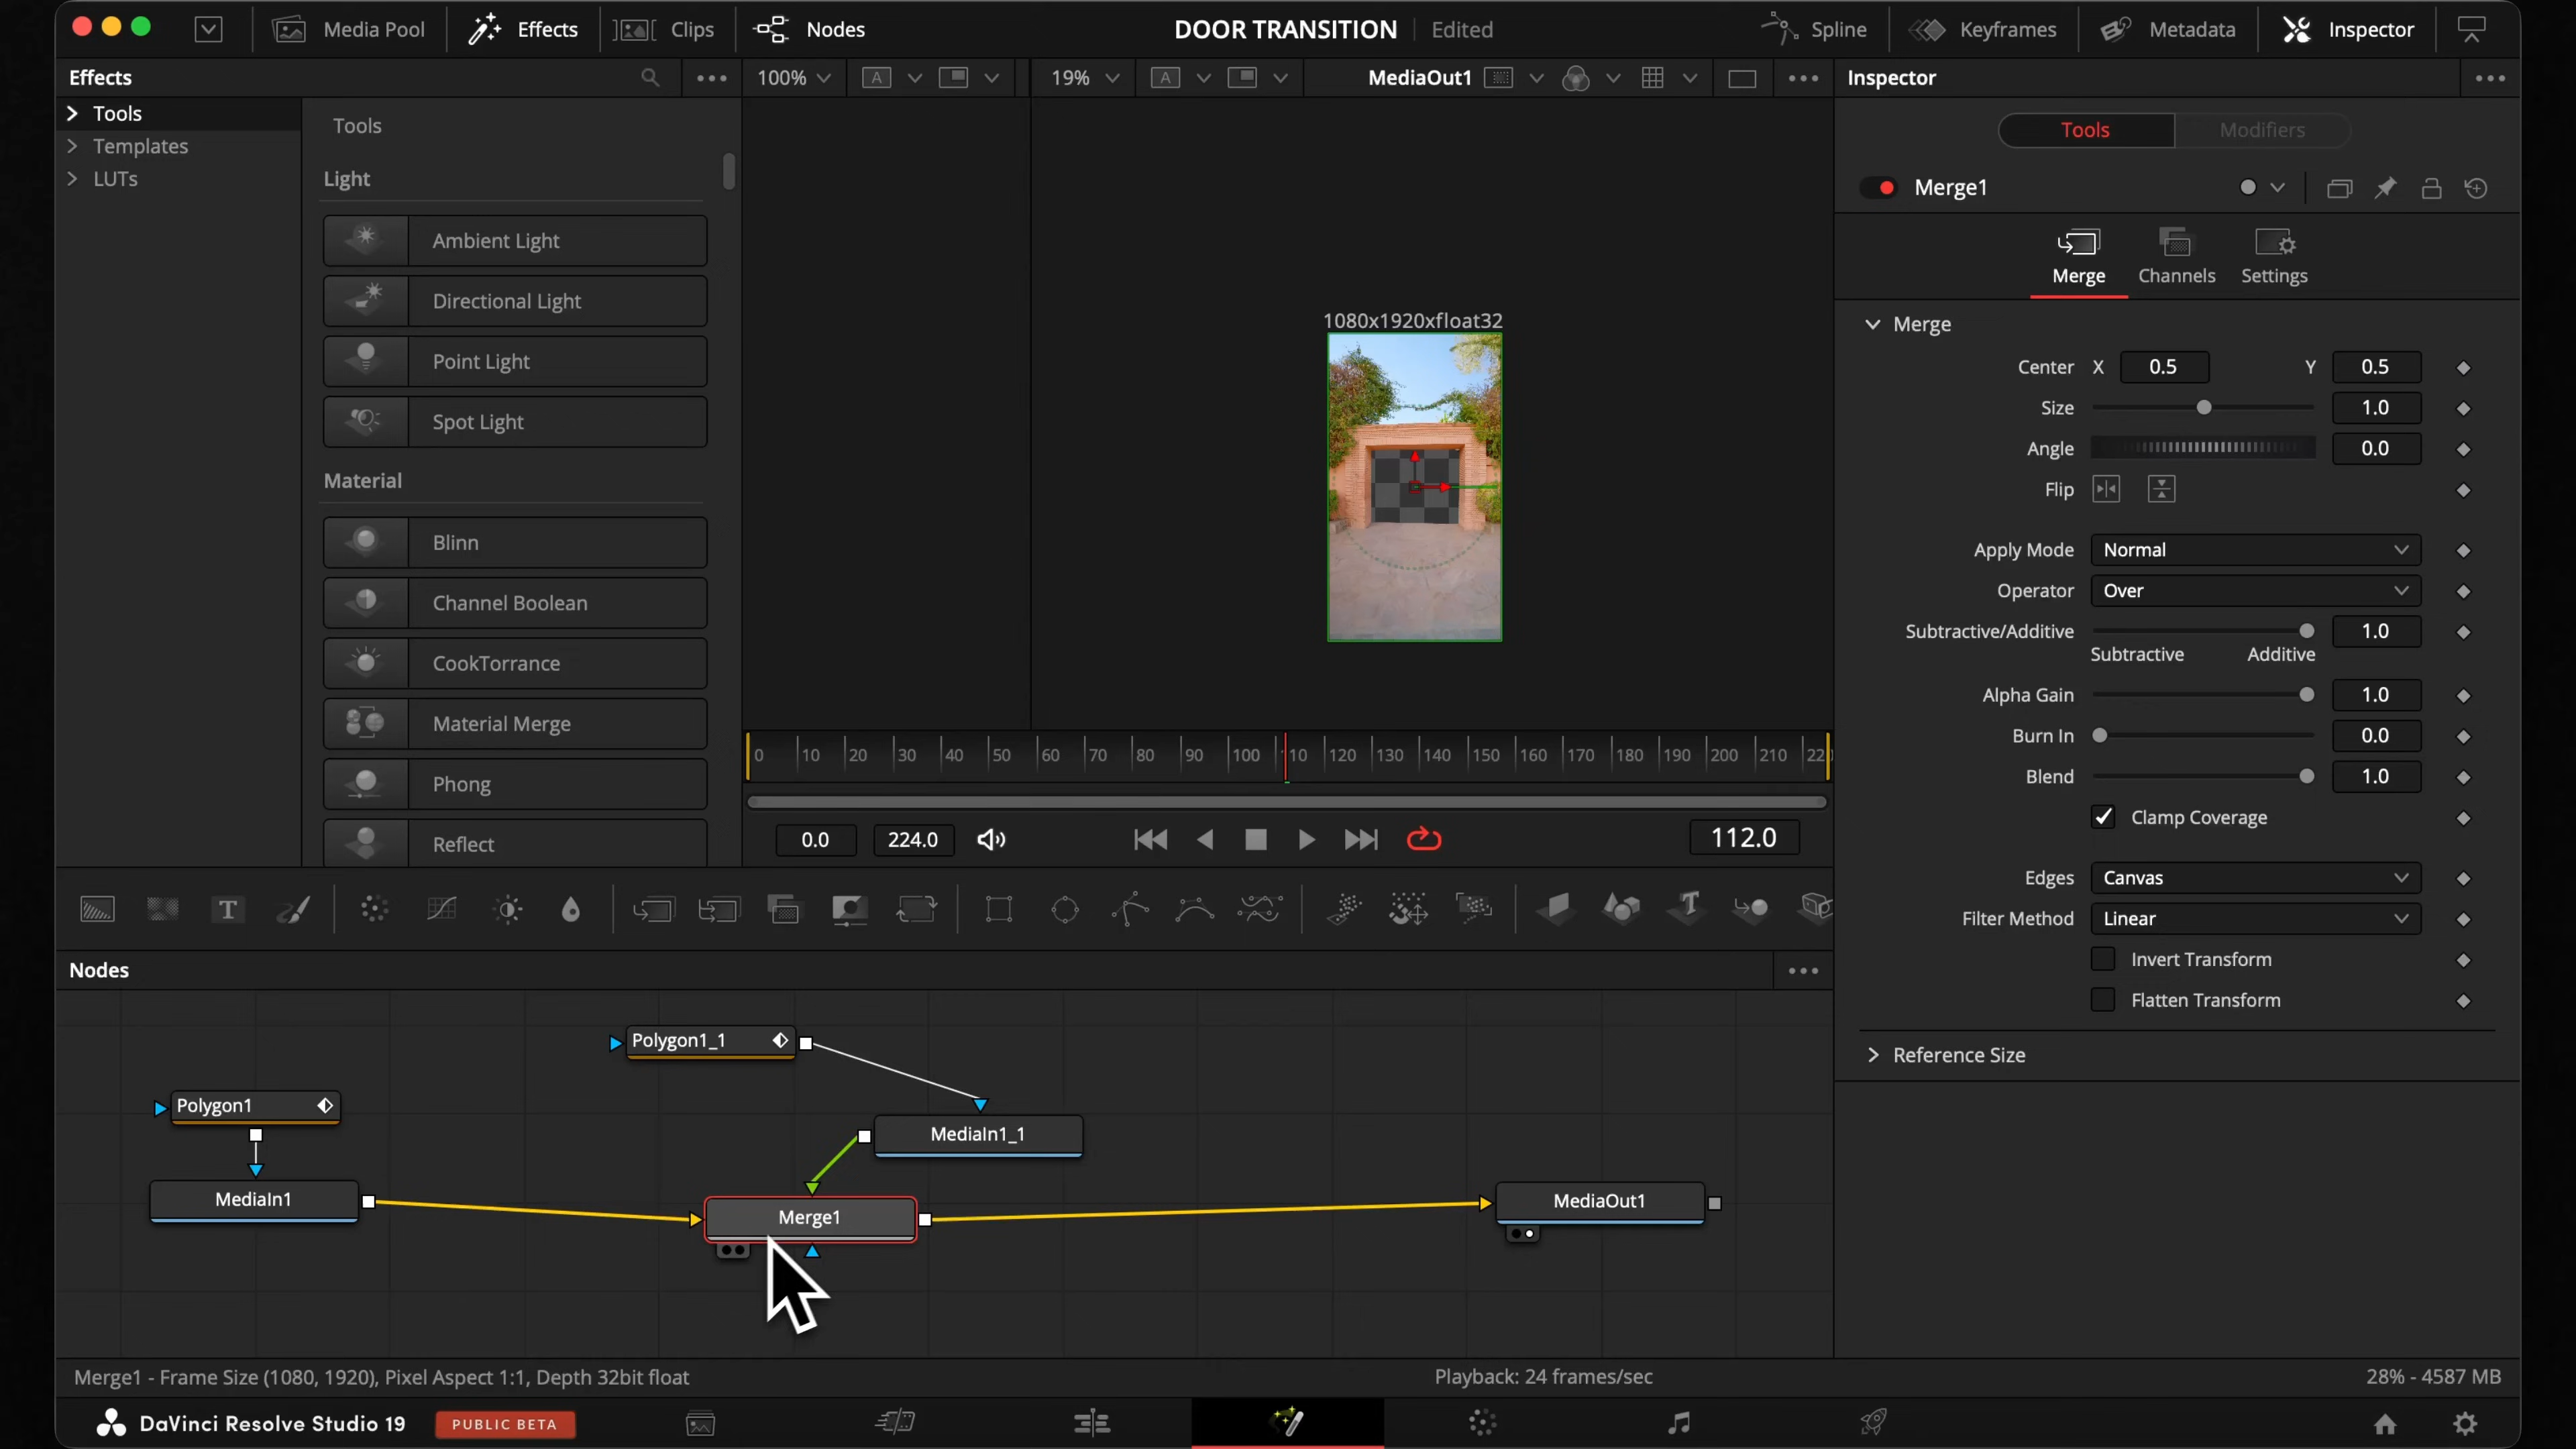 Media Pool
Effects
Clips
Nodes
DOOR TRANSITION
Edited
Spline
Keyframes
Metadata
Inspector
Effects
100%
A
19%
A
MediaOut1
Inspector
Tools
Templates
LUTs
Tools
Light
Ambient Light
Directional Light
Point Light
Spot Light
Material
Blinn
Channel Boolean
CookTorrance
Material Merge
Phong
Reflect
1080x1920xfloat32
Tools
Modifiers
Merge1
Merge
Channels
Settings
Merge
Center X 0.5 Y 0.5
Size 1.0
Angle 0.0
Flip
Apply Mode Normal
Operator Over
Subtractive/Additive 1.0
Subtractive Additive
Alpha Gain 1.0
Burn In 0.0
Blend 1.0
Clamp Coverage
Edges Canvas
Filter Method Linear
Invert Transform
Flatten Transform
Reference Size
0 10 20 30 40 50 60 70 80 90 100 10 120 130 140 150 160 170 180 190 200 210 22
0.0 224.0 112.0
T
T
Nodes
Polygon1_1
Polygon1
MediaIn1_1
MediaIn1
Merge1
MediaOut1
Merge1 - Frame Size (1080, 1920), Pixel Aspect 1:1, Depth 32bit float
Playback: 24 frames/sec
28% - 4587 MB
DaVinci Resolve Studio 19
PUBLIC BETA